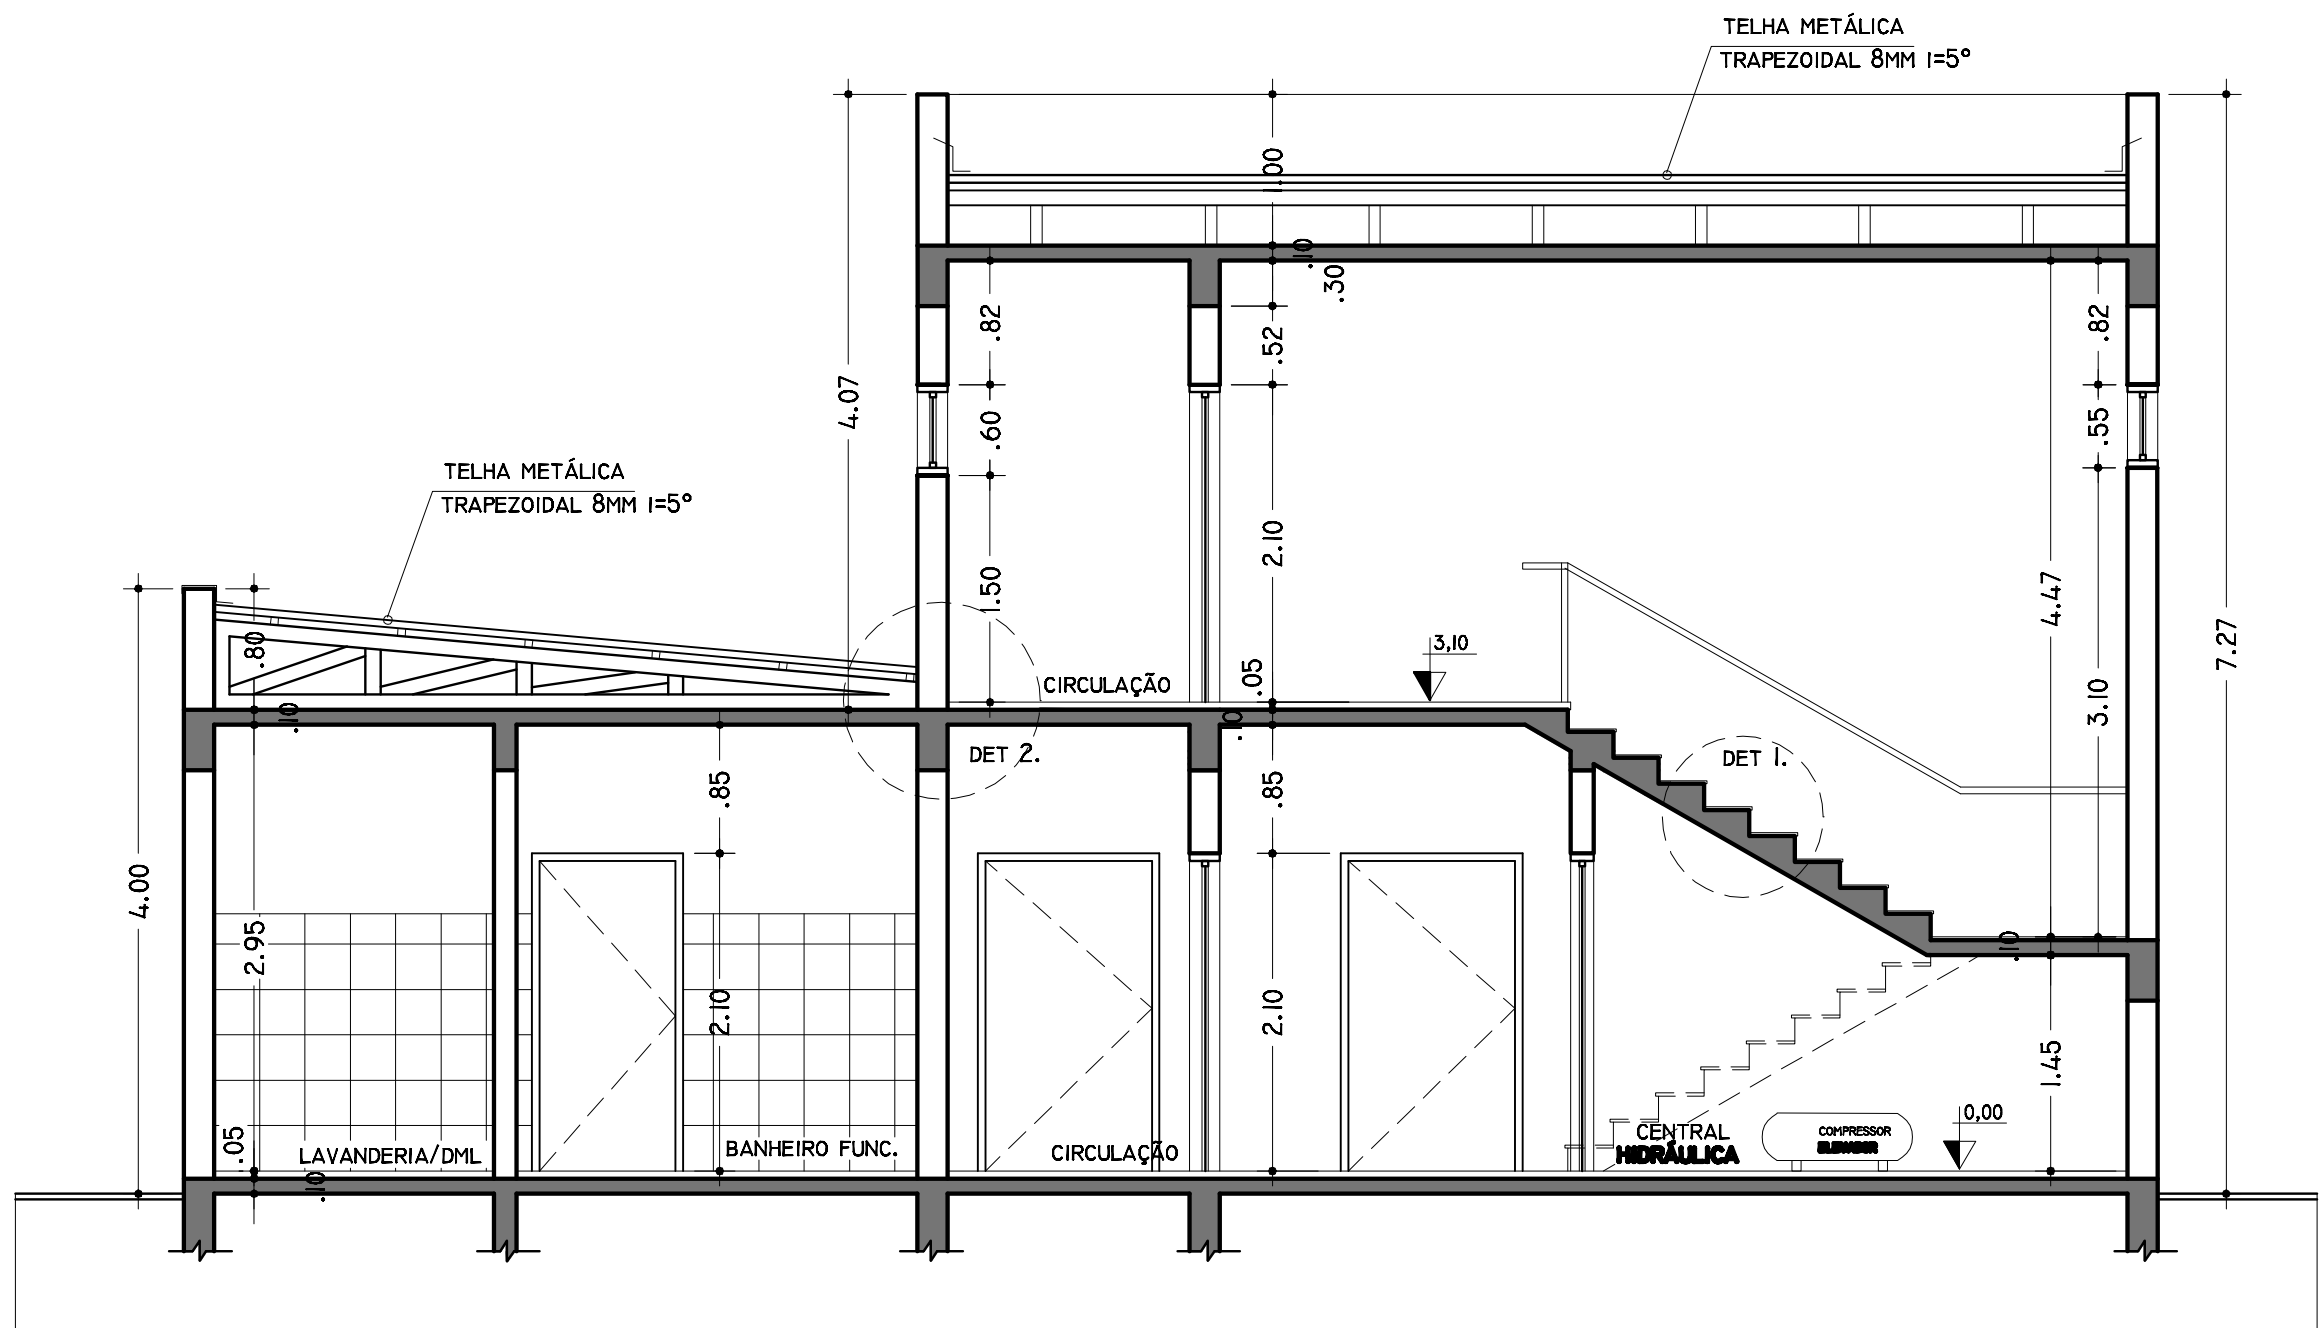 TELHA METÁLICA
TRAPEZOIDAL 8MM I=5°
1.00
.10
.30
.82
.52
.82
4.07
.60
.55
TELHA METÁLICA
TRAPEZOIDAL 8MM I=5°
2.10
1.50
4.47
7.27
.80
3,10
.05
CIRCULAÇÃO
3.10
.10
.10
DET 2.
DET 1.
.85
.85
4.00
2.95
.10
2.10
2.10
1.45
0,00
.05
LAVANDERIA/DML
BANHEIRO FUNC.
CIRCULAÇÃO
CENTRAL
HIDRÁULICA
COMPRESSOR
ELEVADOR
.10